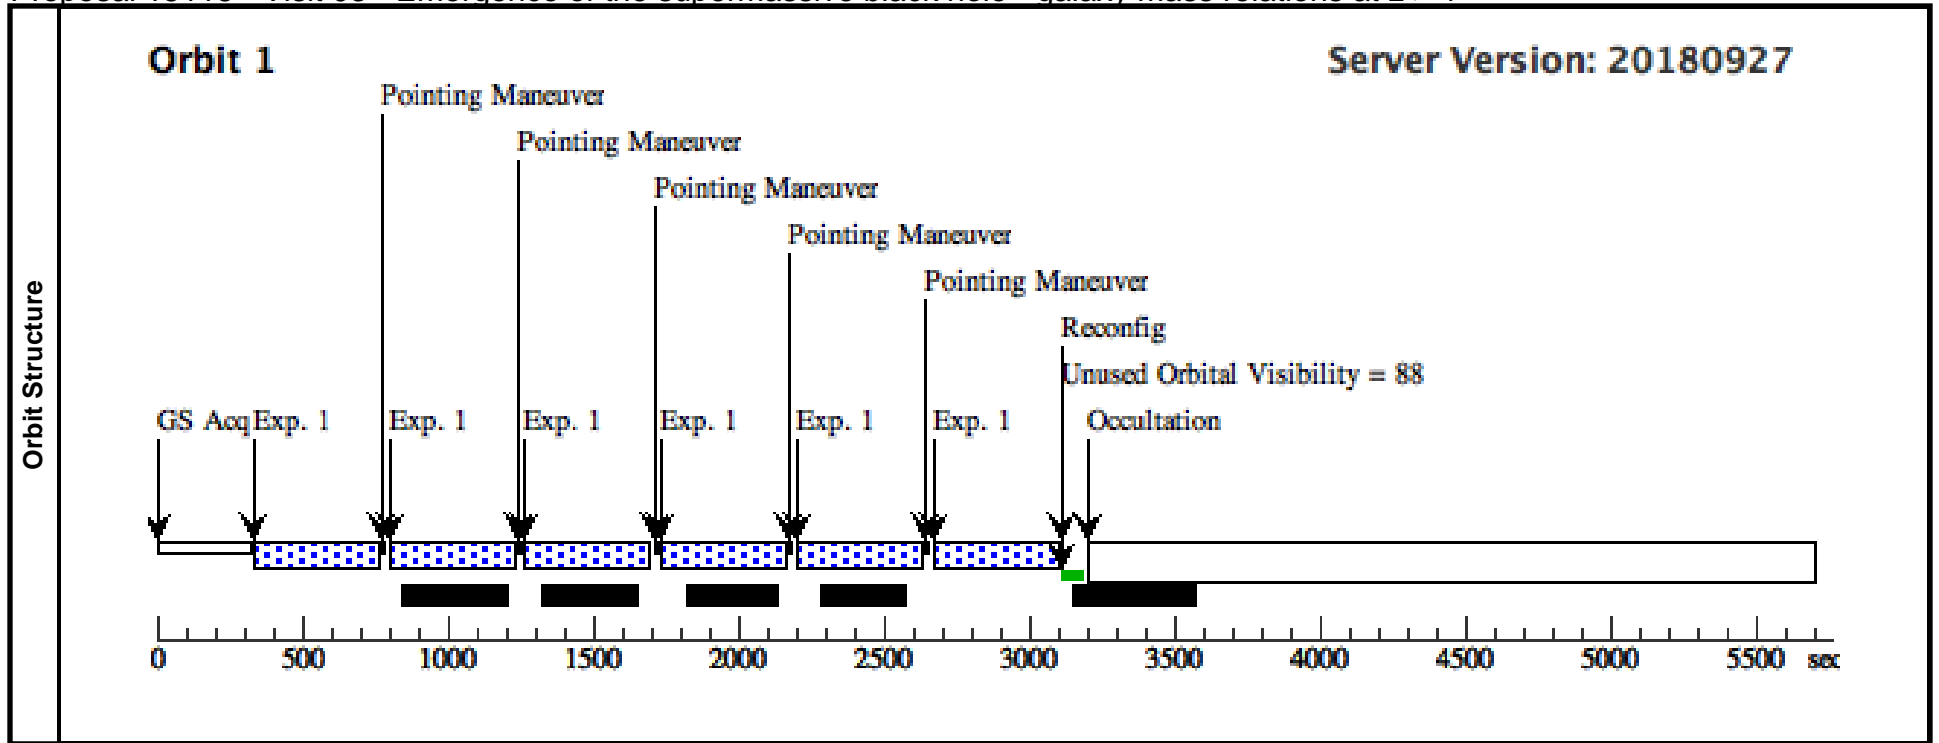 Orbit Structure
Orbit 1
Server Version: 20180927
Pointing Maneuver
Pointing Maneuver
Pointing Maneuver
Pointing Maneuver
Pointing Maneuver
Reconfig
Unused Orbital Visibility = 88
GS Acq Exp. 1 Exp. 1 Exp. 1 Exp. 1 Exp. 1 Exp. 1 Occultation
0 500 1000 1500 2000 2500 3000 3500 4000 4500 5000 5500 sec